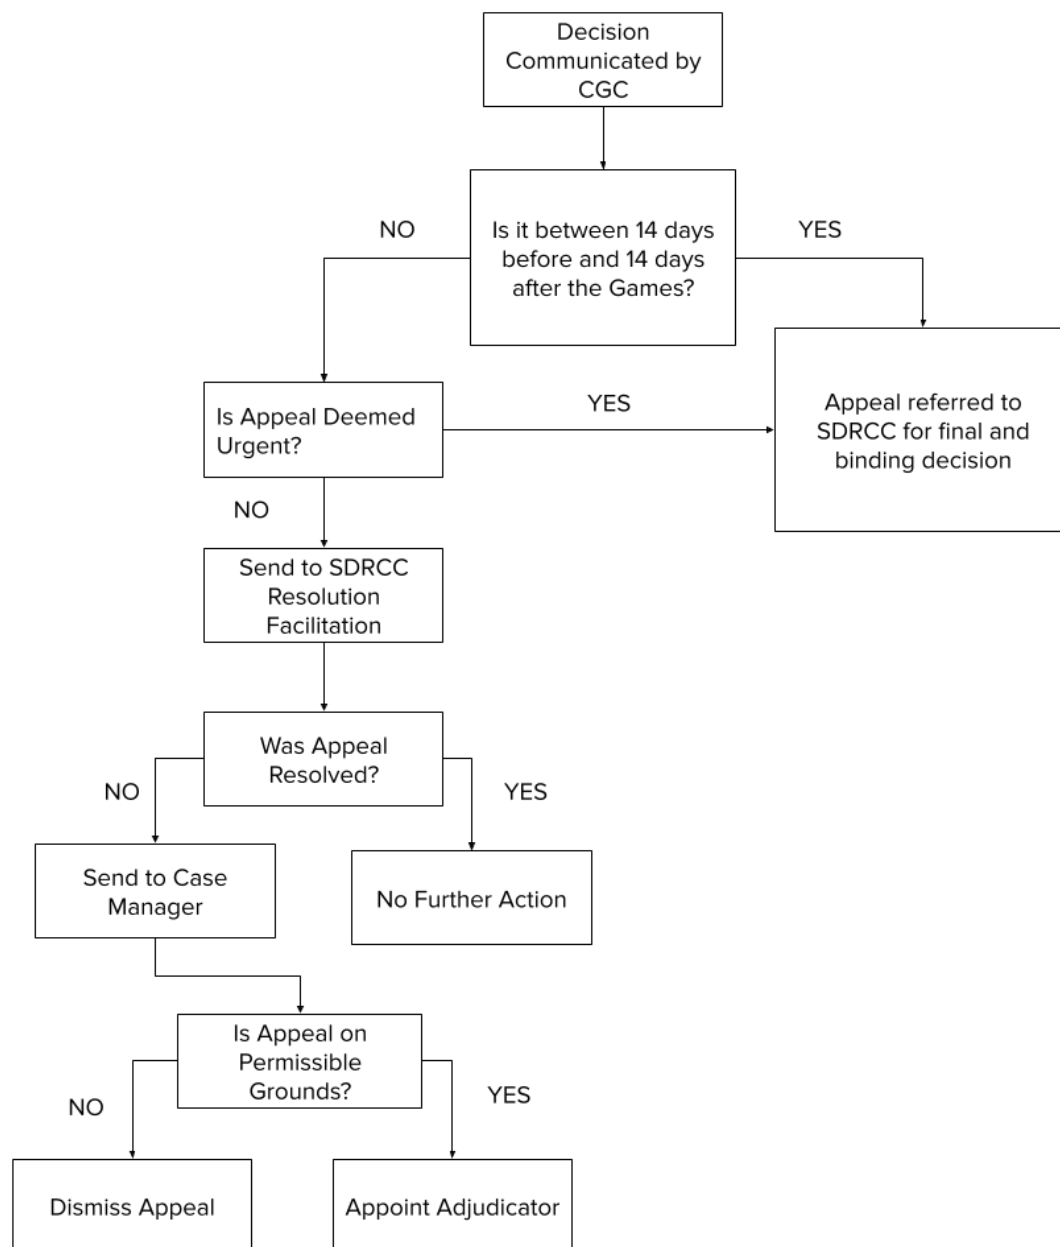 Decision
Communicated by
CGC
NO
Is it between 14 days
before and 14 days
after the Games?
YES
Is Appeal Deemed
Urgent?
YES
Appeal referred to
SDRCC for final and
binding decision
NO
Send to SDRCC
Resolution
Facilitation
Was Appeal
Resolved?
NO
YES
Send to Case
Manager
No Further Action
Is Appeal on
Permissible
Grounds?
NO
YES
Dismiss Appeal
Appoint Adjudicator